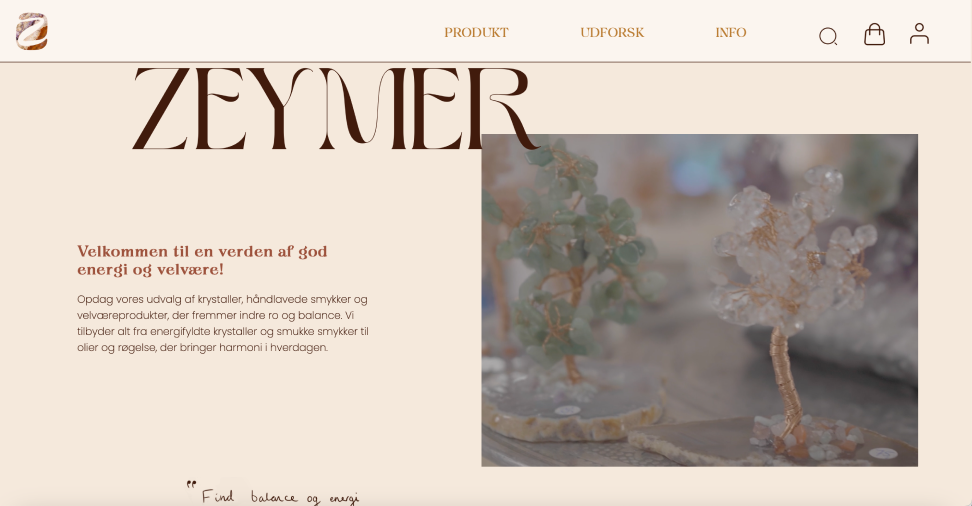 PRODUKT UDFORSK INFO
ZEYMER
Velkommen til en verden af god
energi og velvære!
Opdag vores udvalg af krystaller, håndlavede smykker og
velværeprodukter, der fremmer indre ro og balance. Vi
tilbyder alt fra energifyldte krystaller og smukke smykker til
olier og røgelse, der bringer harmoni i hverdagen.
“Find balance og energi